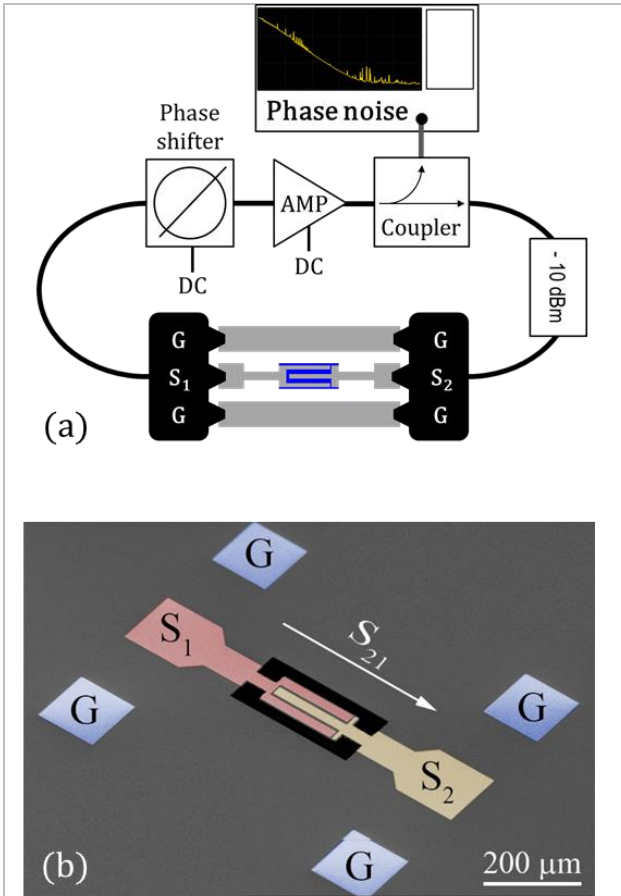 Phase noise
Phase
shifter
AMP
Coupler
DC
DC
- 10 dBm
G
G
S₁
S₂
G
G
(a)
G
S₁
S₂₁
G
G
S₂
G
(b)
200 µm